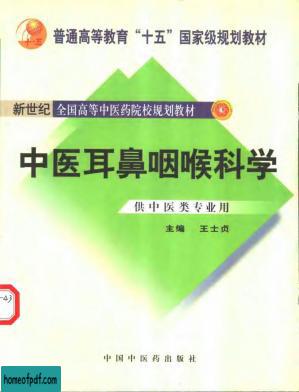 十五
普通高等教育“十五”国家级规划教材
新世纪 全国高等中医药院校规划教材
中医耳鼻咽喉科学
供中医类专业用
主编 王士贞
中国中医药出版社
homeofpdf.com